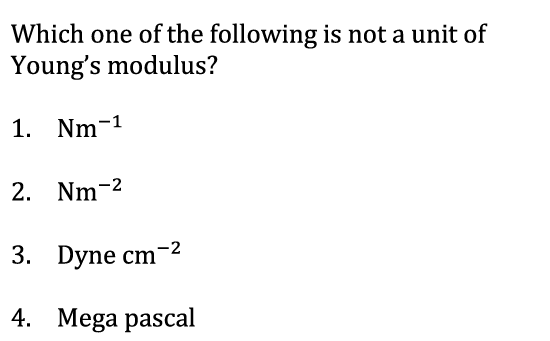 Which one of the following is not a unit of
Young's modulus?
1. Nm⁻¹
2. Nm⁻²
3. Dyne cm⁻²
4. Mega pascal